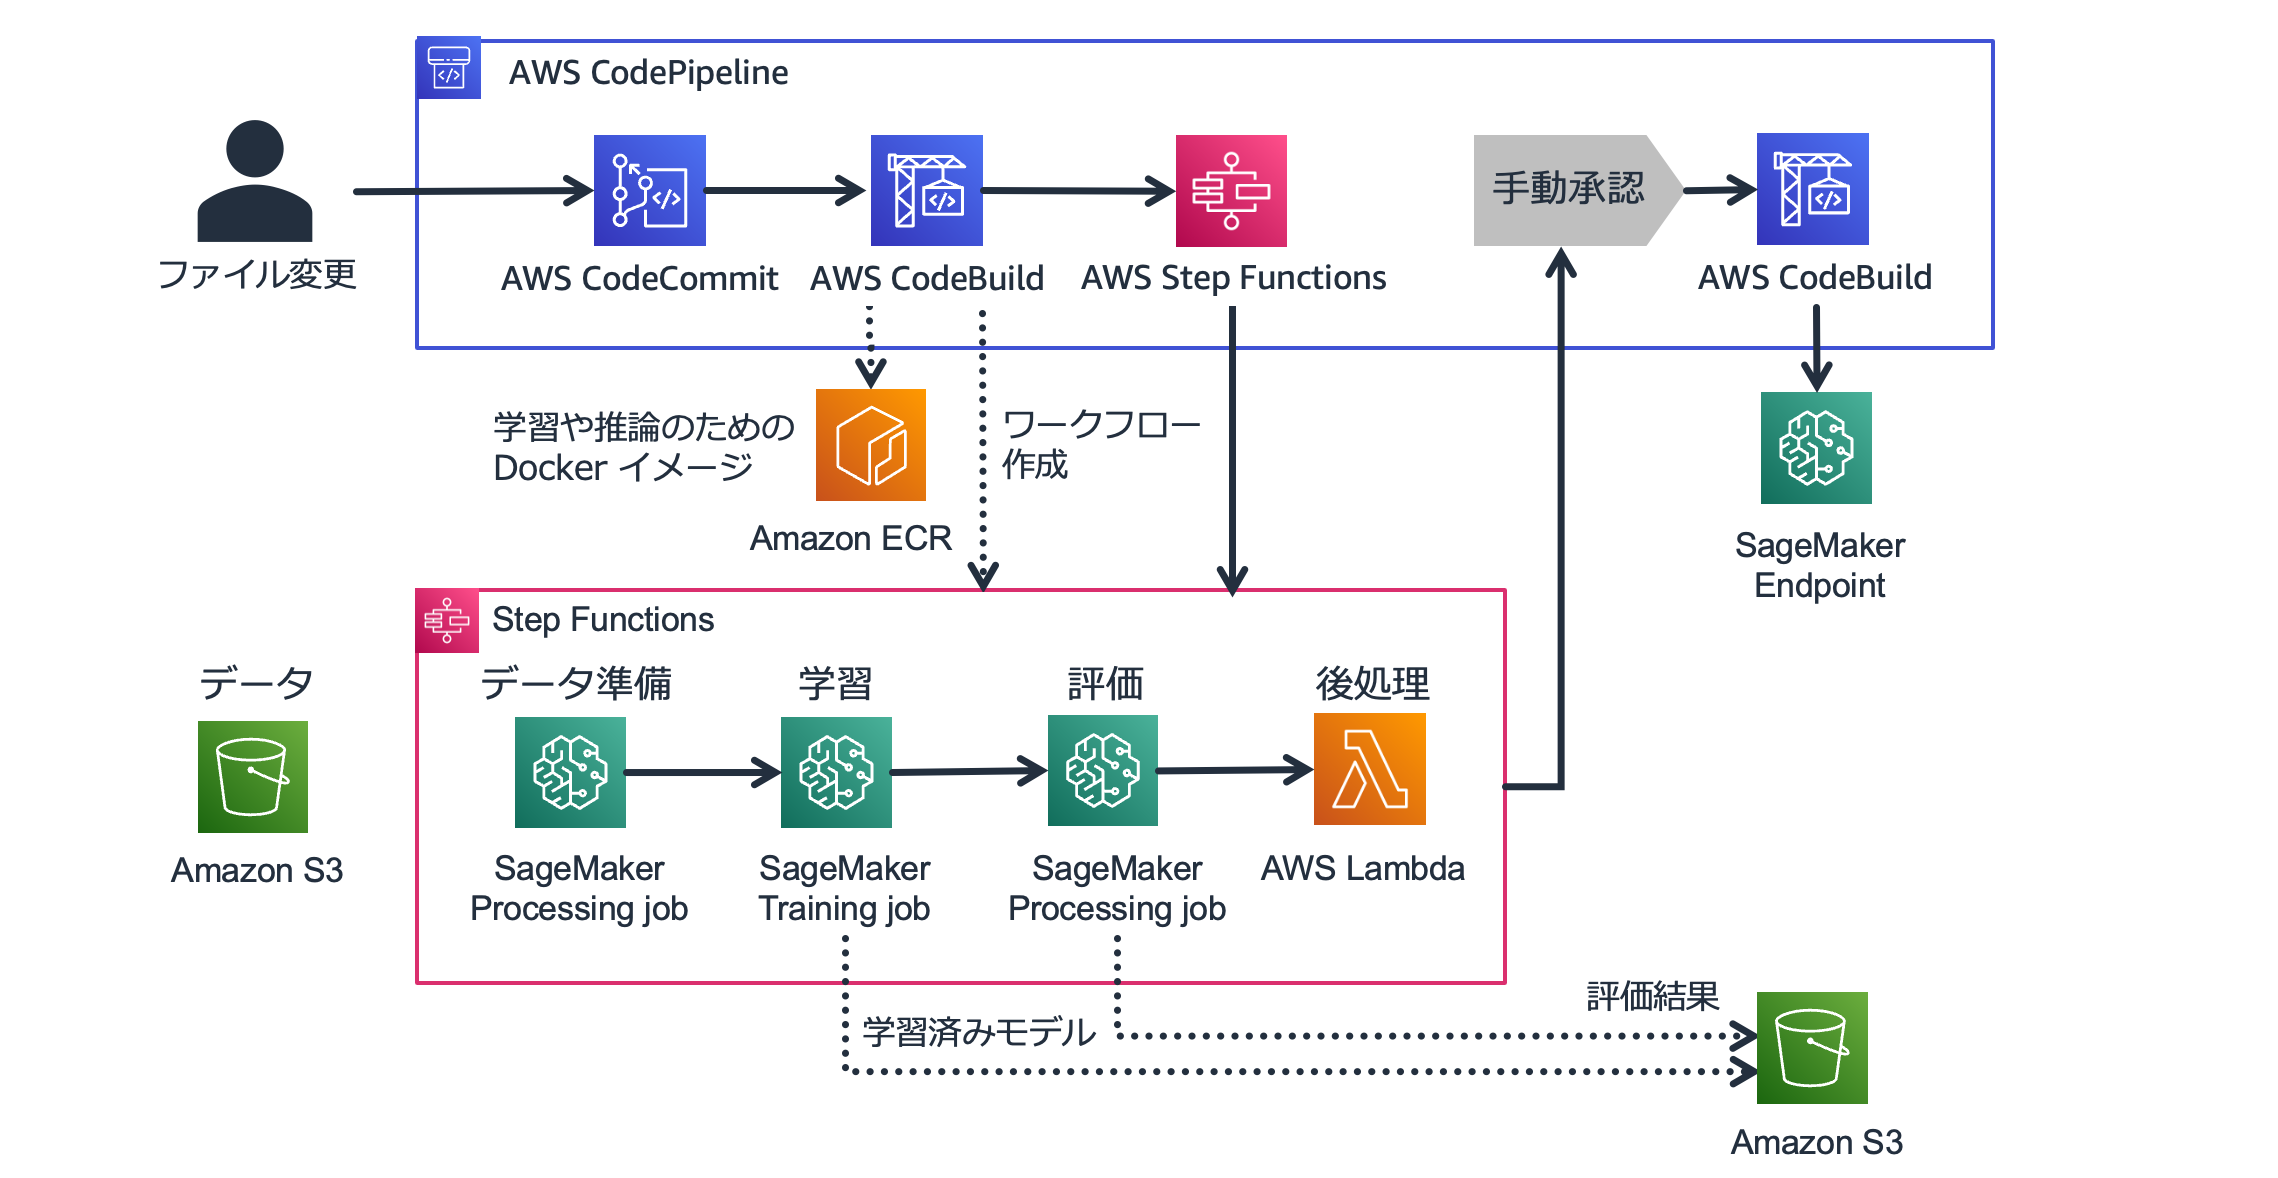 AWS CodePipeline
ファイル変更
AWS CodeCommit
AWS CodeBuild
AWS Step Functions
手動承認
AWS CodeBuild
学習や推論のための
Docker イメージ
Amazon ECR
ワークフロー
作成
SageMaker
Endpoint
Step Functions
データ
Amazon S3
データ準備
SageMaker
Processing job
学習
SageMaker
Training job
評価
SageMaker
Processing job
後処理
AWS Lambda
学習済みモデル
評価結果
Amazon S3